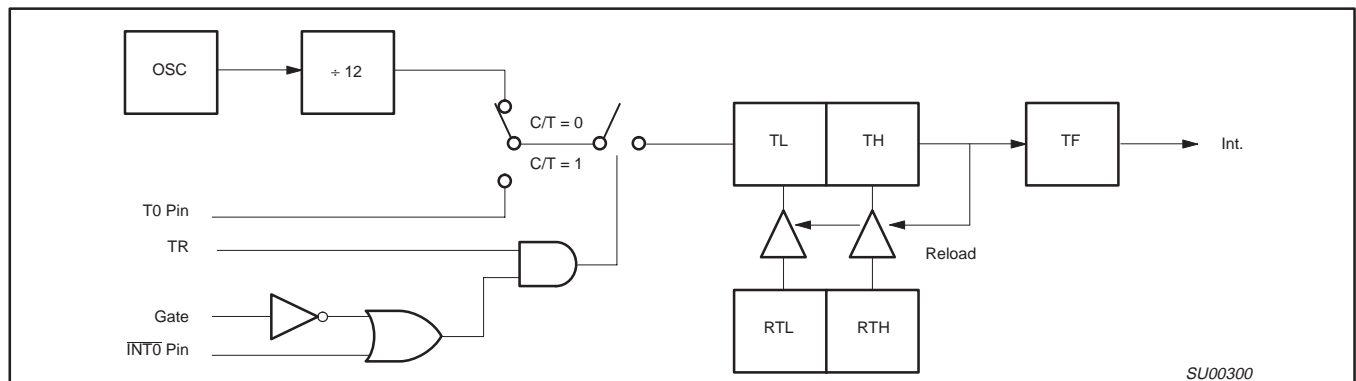 OSC
÷ 12
C/T = 0
C/T = 1
TL
TH
TF
Int.
T0 Pin
TR
Reload
Gate
INT0 Pin
RTL
RTH
SU00300